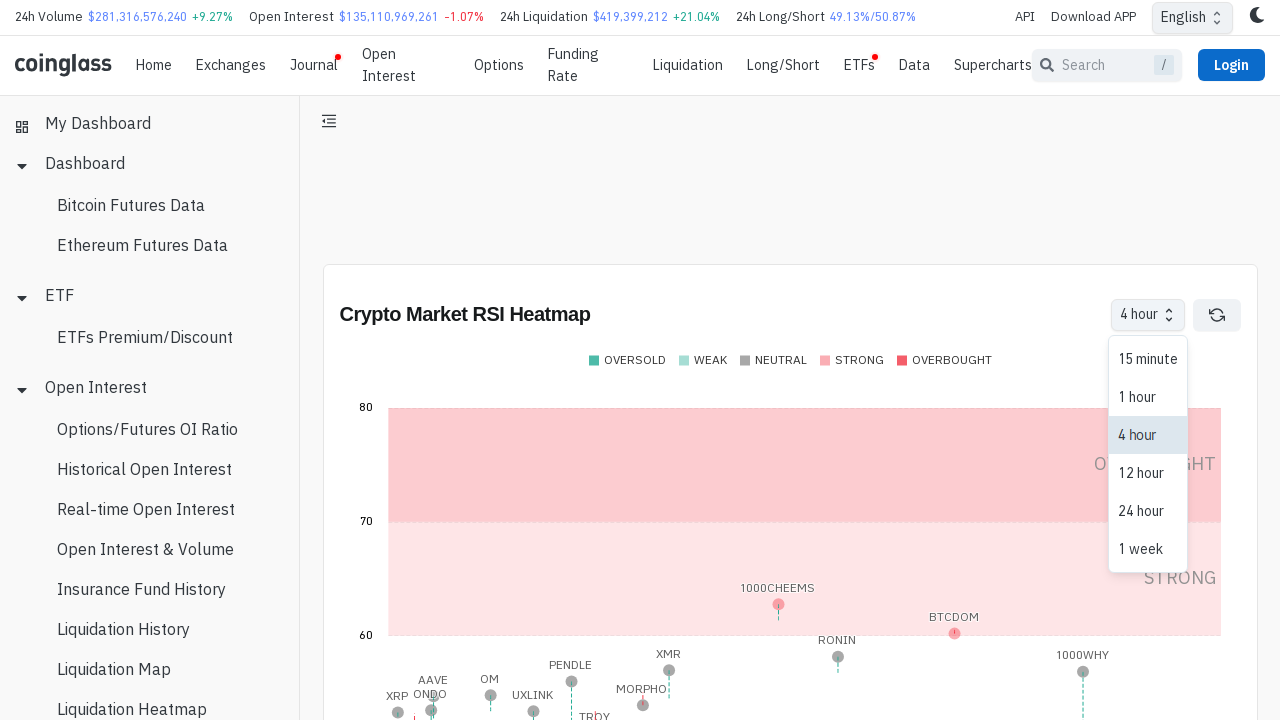 24h Volume $281,316,576,240 +9.27% Open Interest $135,110,969,261 -1.07% 24h Liquidation $419,399,212 +21.04% 24h Long/Short 49.13%/50.87% API Download APP English
coinglass Home Exchanges Journal Open Interest Options Funding Rate Liquidation Long/Short ETFs Data Supercharts Search / Login
My Dashboard
Dashboard
Bitcoin Futures Data
Ethereum Futures Data
ETF
ETFs Premium/Discount
Open Interest
Options/Futures OI Ratio
Historical Open Interest
Real-time Open Interest
Open Interest & Volume
Insurance Fund History
Liquidation History
Liquidation Map
Liquidation Heatmap
Crypto Market RSI Heatmap
4 hour
15 minute
1 hour
4 hour
12 hour
24 hour
1 week
OVERSOLD WEAK NEUTRAL STRONG OVERBOUGHT
80
70
STRONG
1000CHEEMS
BTCDOM
60
RONIN
XMR
1000WHY
PENDLE
OM
AAVE
MORPHO
XRP
ONDO
UXLINK